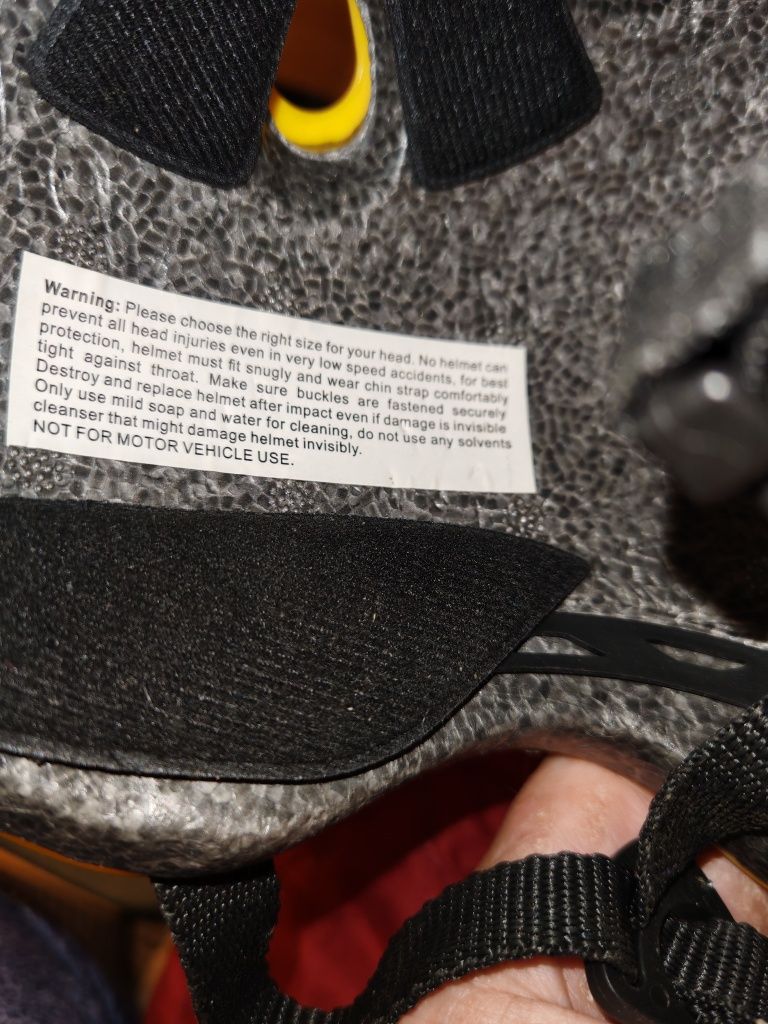 Warning: Please choose the right size for your head. No helmet can
prevent all head injuries even in very low speed accidents, for best
protection, helmet must fit snugly and wear chin strap comfortably
tight against throat. Make sure buckles are fastened securely
Destroy and replace helmet after impact even if damage is invisible
Only use mild soap and water for cleaning, do not use any solvents
cleanser that might damage helmet invisibly.
NOT FOR MOTOR VEHICLE USE.